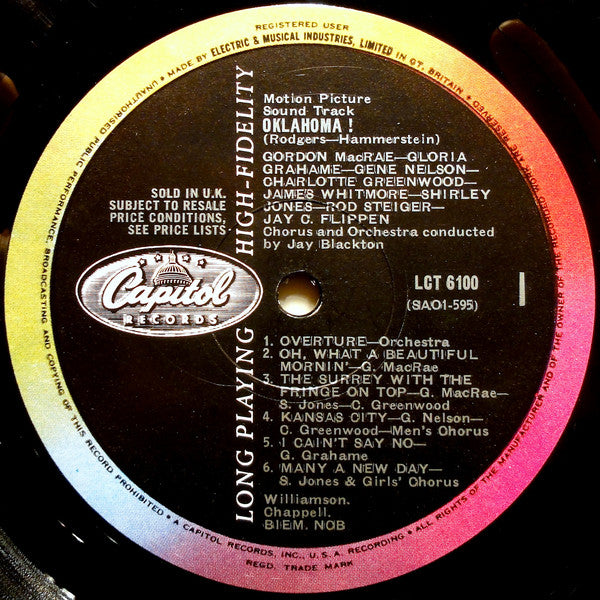 REGISTERED USER
• MADE BY ELECTRIC & MUSICAL INDUSTRIES, LIMITED IN GT. BRITAIN •
ALL RIGHTS OF THE MANUFACTURER AND OF THE OWNER OF THE RECORDED WORK ARE RESERVED
UNAUTHORISED PUBLIC PERFORMANCE, BROADCASTING AND COPYING OF THIS RECORD PROHIBITED
• A CAPITOL RECORDS, INC., U.S.A. RECORDING •
REGD. TRADE MARK
LONG PLAYING HIGH-FIDELITY
Motion Picture
Sound Track
OKLAHOMA !
(Rodgers—Hammerstein)
GORDON MacRAE—GLORIA
GRAHAME—GENE NELSON—
CHARLOTTE GREENWOOD—
JAMES WHITMORE—SHIRLEY
JONES—ROD STEIGER—
JAY C. FLIPPEN
Chorus and Orchestra conducted
by Jay Blackton
SOLD IN U.K.
SUBJECT TO RESALE
PRICE CONDITIONS,
SEE PRICE LISTS
Capitol
RECORDS
LCT 6100
(SAO1-595)
1
1. OVERTURE—Orchestra
2. OH, WHAT A BEAUTIFUL
MORNIN'—G. MacRae
3. THE SURREY WITH THE
FRINGE ON TOP—G. MacRae—
S. Jones—C. Greenwood
4. KANSAS CITY—G. Nelson—
C. Greenwood—Men's Chorus
5. I CAIN'T SAY NO—
G. Grahame
6. MANY A NEW DAY—
S. Jones & Girls' Chorus
Williamson.
Chappell.
BIEM. NCB